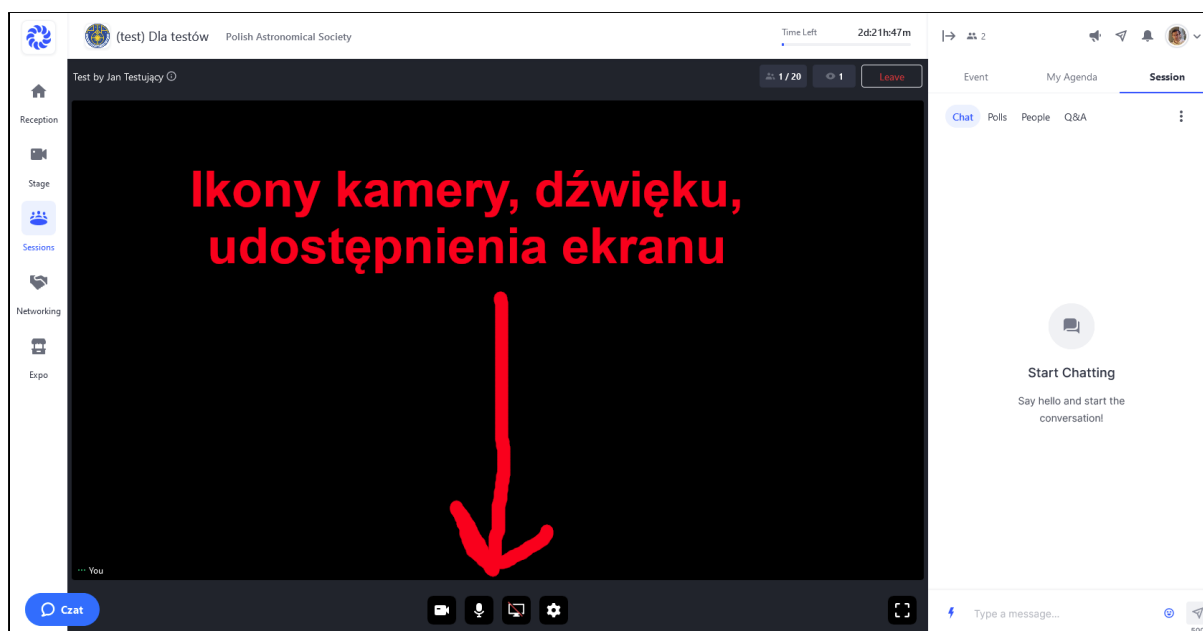 (test) Dla testów
Polish Astronomical Society
Time Left
2d:21h:47m
2
Test by Jan Testujący
1 / 20
1
Leave
Reception
Stage
Sessions
Networking
Expo
Ikony kamery, dźwięku,
udostępnienia ekranu
··· You
Czat
Event
My Agenda
Session
Chat
Polls
People
Q&A
Start Chatting
Say hello and start the
conversation!
Type a message...